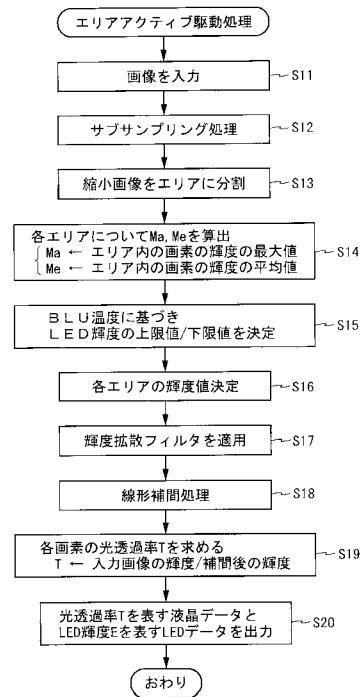 エリアアクティブ駆動処理
画像を入力
S11
サブサンプリング処理
S12
縮小画像をエリアに分割
S13
各エリアについてMa,Meを算出
Ma ← エリア内の画素の輝度の最大値
Me ← エリア内の画素の輝度の平均値
S14
BLU温度に基づき
LED輝度の上限値/下限値を決定
S15
各エリアの輝度値決定
S16
輝度拡散フィルタを適用
S17
線形補間処理
S18
各画素の光透過率Tを求める
T ← 入力画像の輝度/補間後の輝度
S19
光透過率Tを表す液晶データと
LED輝度Eを表すLEDデータを出力
S20
おわり